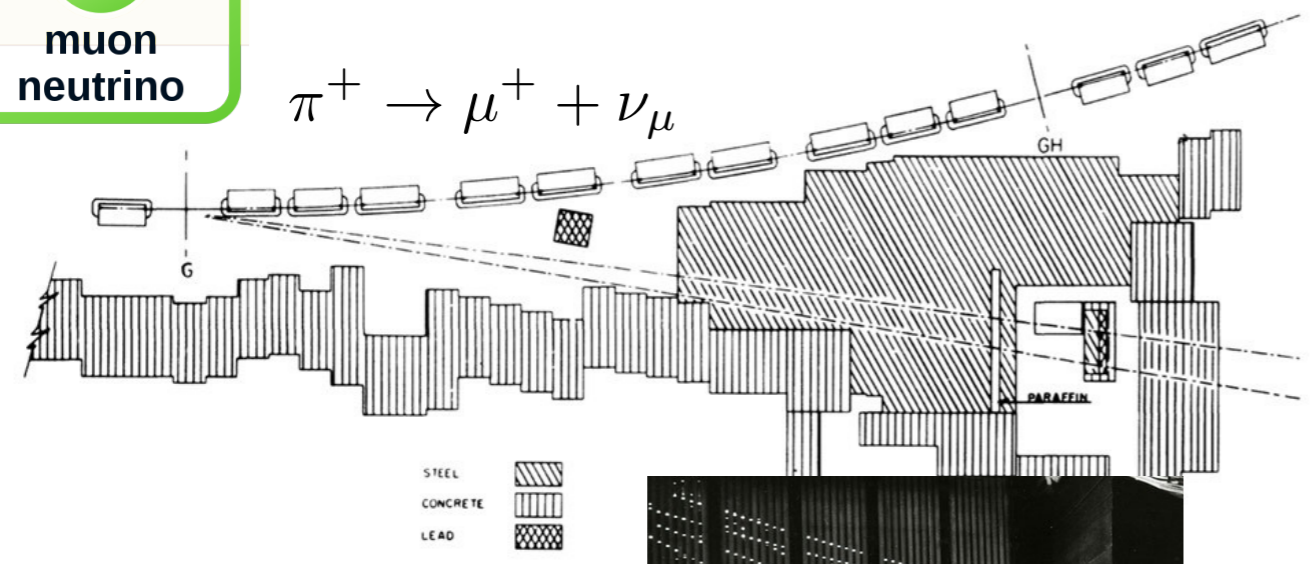 muon
neutrino
π⁺ → μ⁺ + ν_μ
GH
G
PARAFFIN
STEEL
CONCRETE
LEAD